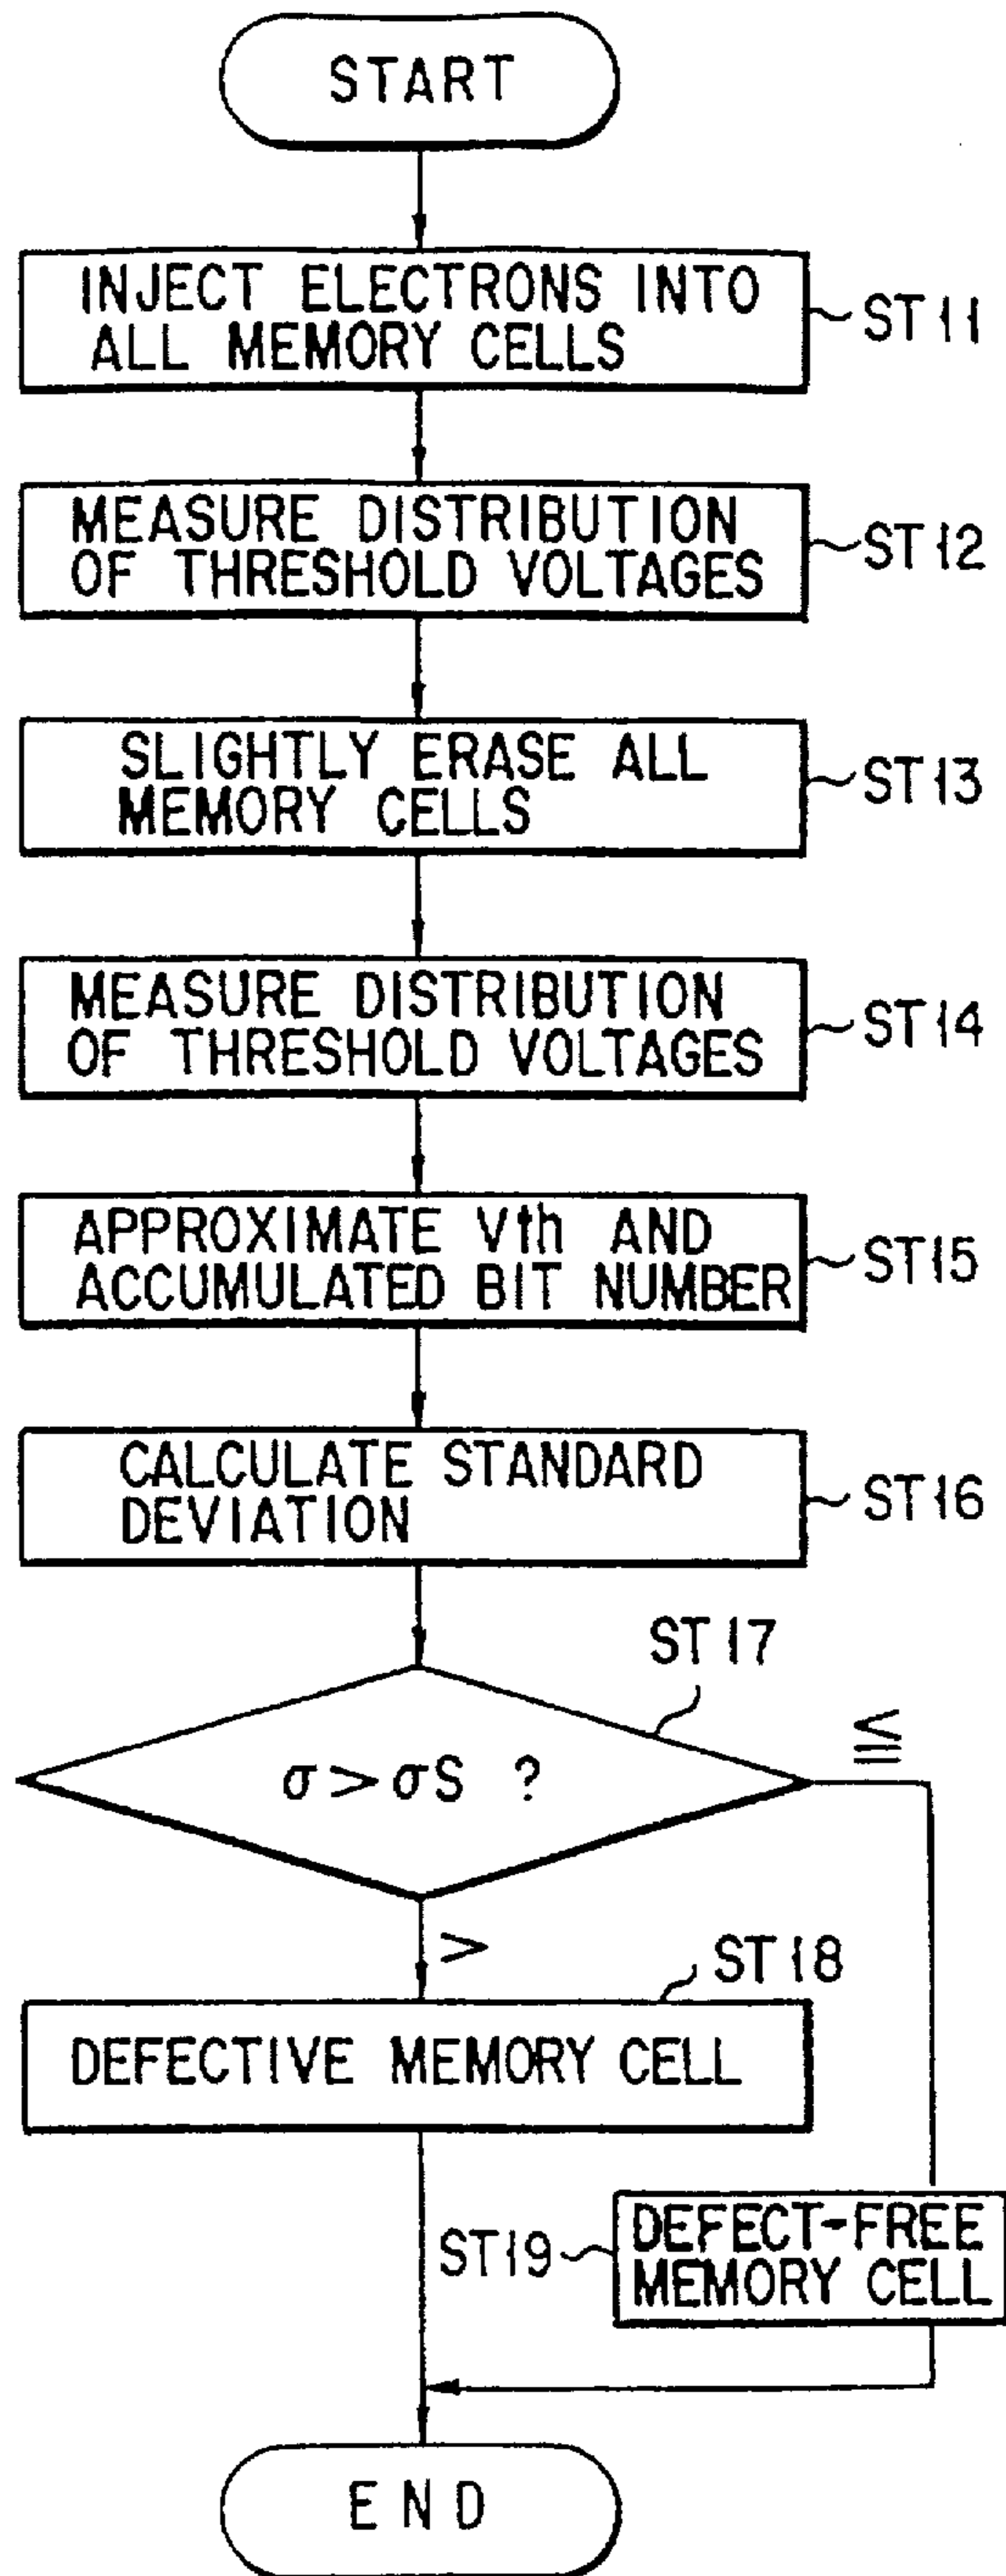 START
INJECT ELECTRONS INTO
ALL MEMORY CELLS
ST11
MEASURE DISTRIBUTION
OF THRESHOLD VOLTAGES
ST12
SLIGHTLY ERASE ALL
MEMORY CELLS
ST13
MEASURE DISTRIBUTION
OF THRESHOLD VOLTAGES
ST14
APPROXIMATE Vth AND
ACCUMULATED BIT NUMBER
ST15
CALCULATE STANDARD
DEVIATION
ST16
ST17
σ>σS ?
≦
>
ST18
DEFECTIVE MEMORY CELL
ST19
DEFECT-FREE
MEMORY CELL
END